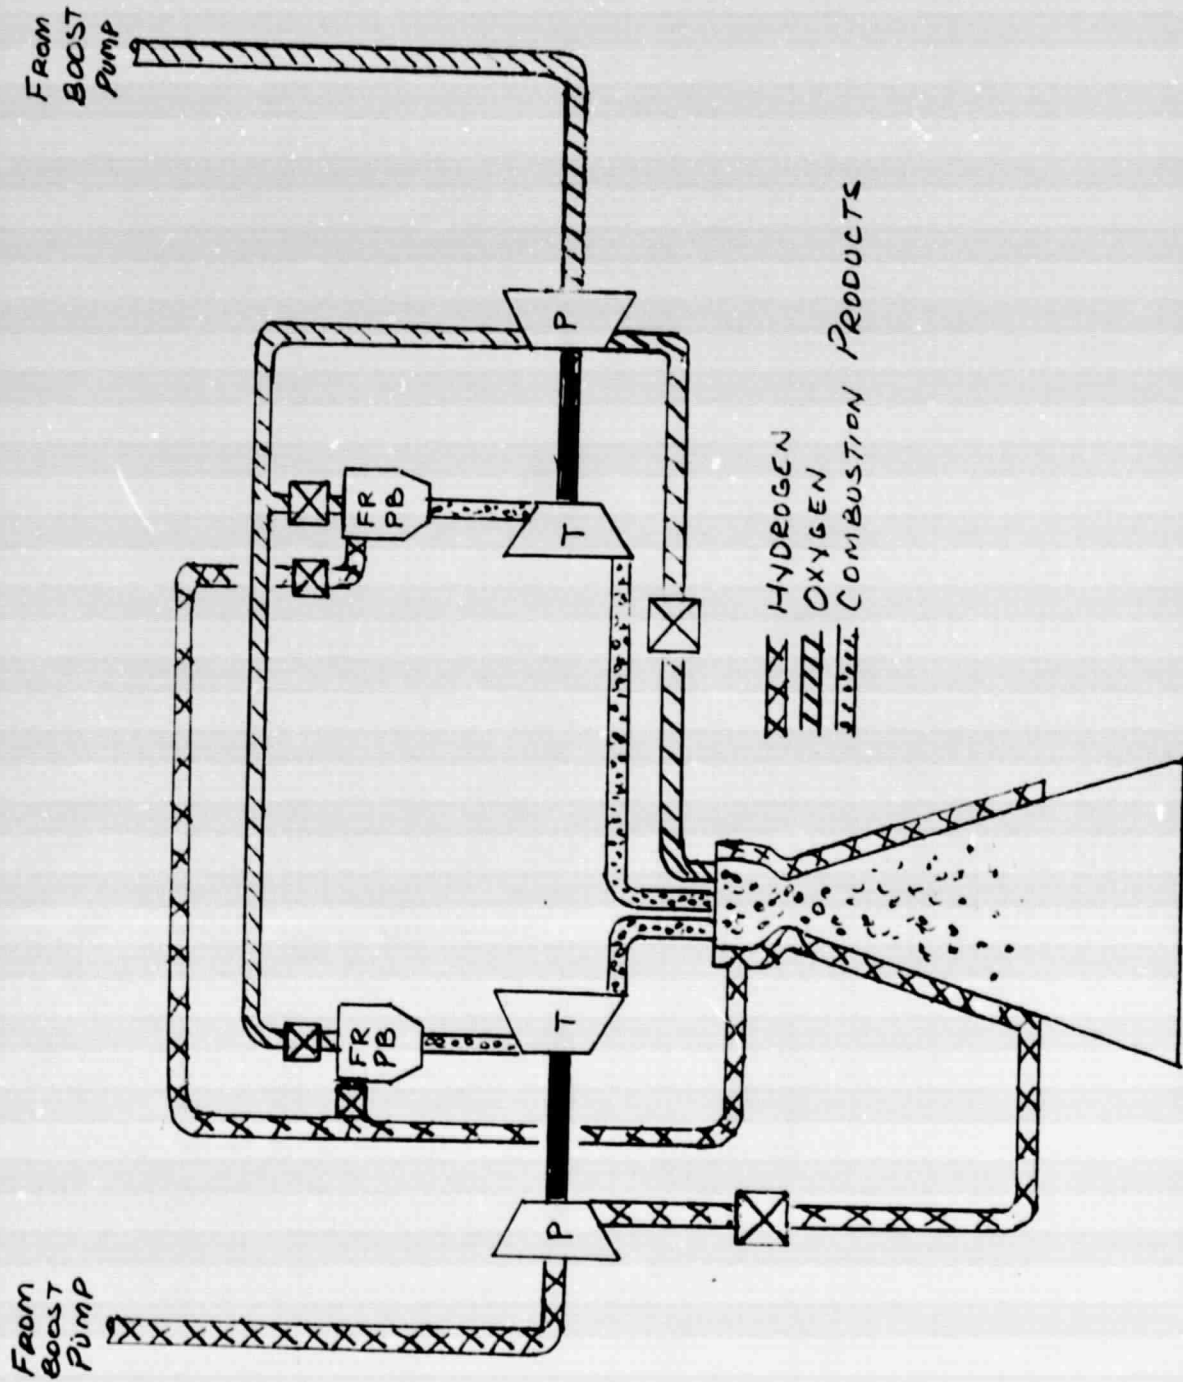 FROM
BOOST
PUMP
FROM
BOOST
PUMP
FR
PB
FR
PB
P
T
T
P
HYDROGEN
OXYGEN
COMBUSTION PRODUCTS